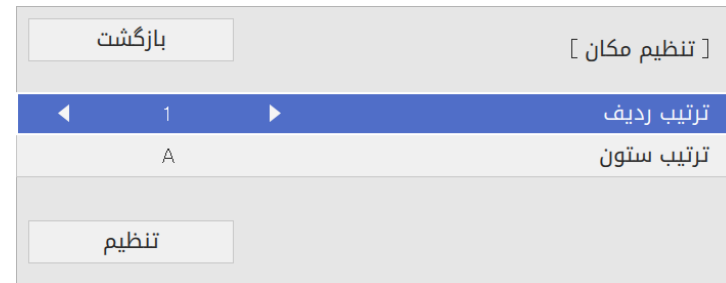 [ تنظیم مکان ]
بازگشت
ترتیب ردیف 1
ترتیب ستون A
تنظیم